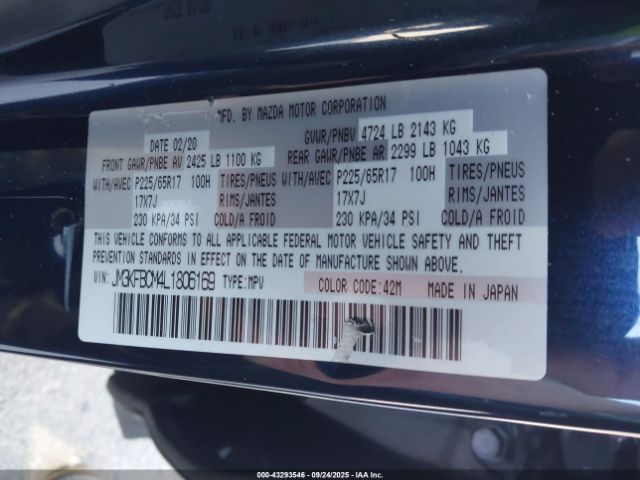 MFD. BY MAZDA MOTOR CORPORATION
DATE 02/20 GVWR/PNBV 4724 LB 2143 KG
FRONT GAWR/PNBE AV 2425 LB 1100 KG REAR GAWR/PNBE AR 2299 LB 1043 KG
WITH/AVEC P225/65R17 100H TIRES/PNEUS WITH/AVEC P225/65R17 100H TIRES/PNEUS
17X7J RIMS/JANTES 17X7J RIMS/JANTES
230 KPA/34 PSI COLD/A FROID 230 KPA/34 PSI COLD/A FROID
THIS VEHICLE CONFORMS TO ALL APPLICABLE FEDERAL MOTOR VEHICLE SAFETY AND THEFT
PREVENTION STANDARDS IN EFFECT ON THE DATE OF MANUFACTURE SHOWN ABOVE.
VIN: JM3KFBCM4L1806169 TYPE:MPV COLOR CODE:42M MADE IN JAPAN
000-43293546 - 09/24/2025 - IAAI.COM